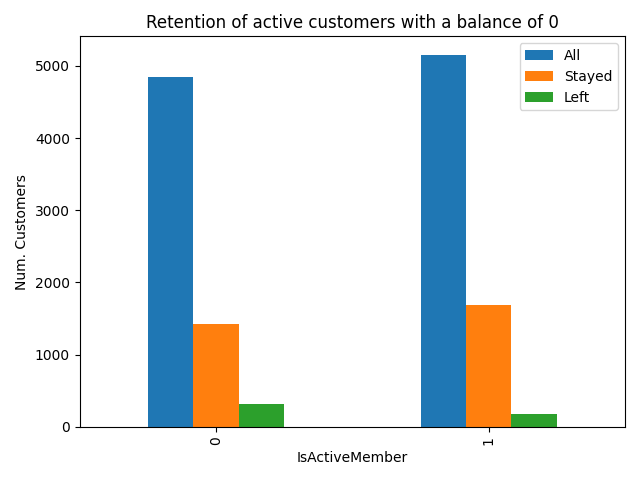 Retention of active customers with a balance of 0
All
Stayed
Left
5000
4000
3000
2000
1000
0
Num. Customers
0
1
IsActiveMember